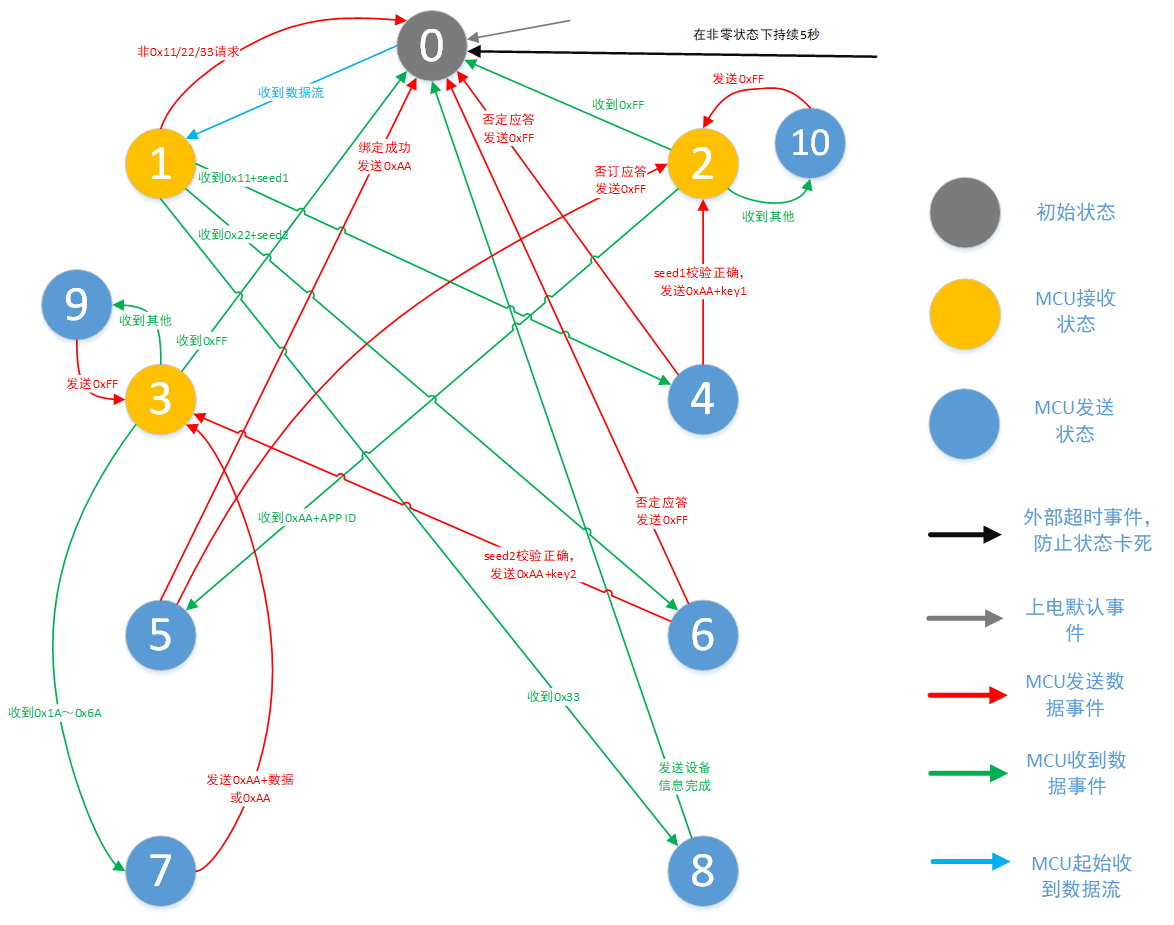 0
在非零状态下持续5秒
非0x11/22/33请求
发送0xFF
收到数据流
收到0xFF
否定应答
发送0xFF
10
绑定成功
发送0xAA
1
2
收到0x11+seed1
否订应答
发送0xFF
收到其他
收到0x22+seed2
初始状态
seed1校验正确，
发送0xAA+key1
9
收到其他
收到0xFF
MCU接收
状态
发送0xFF
3
4
MCU发送
状态
收到0xAA+APP ID
否定应答
发送0xFF
外部超时事件，
防止状态卡死
seed2校验正确，
发送0xAA+key2
上电默认事
件
5
6
收到0x33
MCU发送数
据事件
收到0x1A～0x6A
发送0xAA+数据
或0xAA
发送设备
信息完成
MCU收到数
据事件
7
8
MCU起始收
到数据流